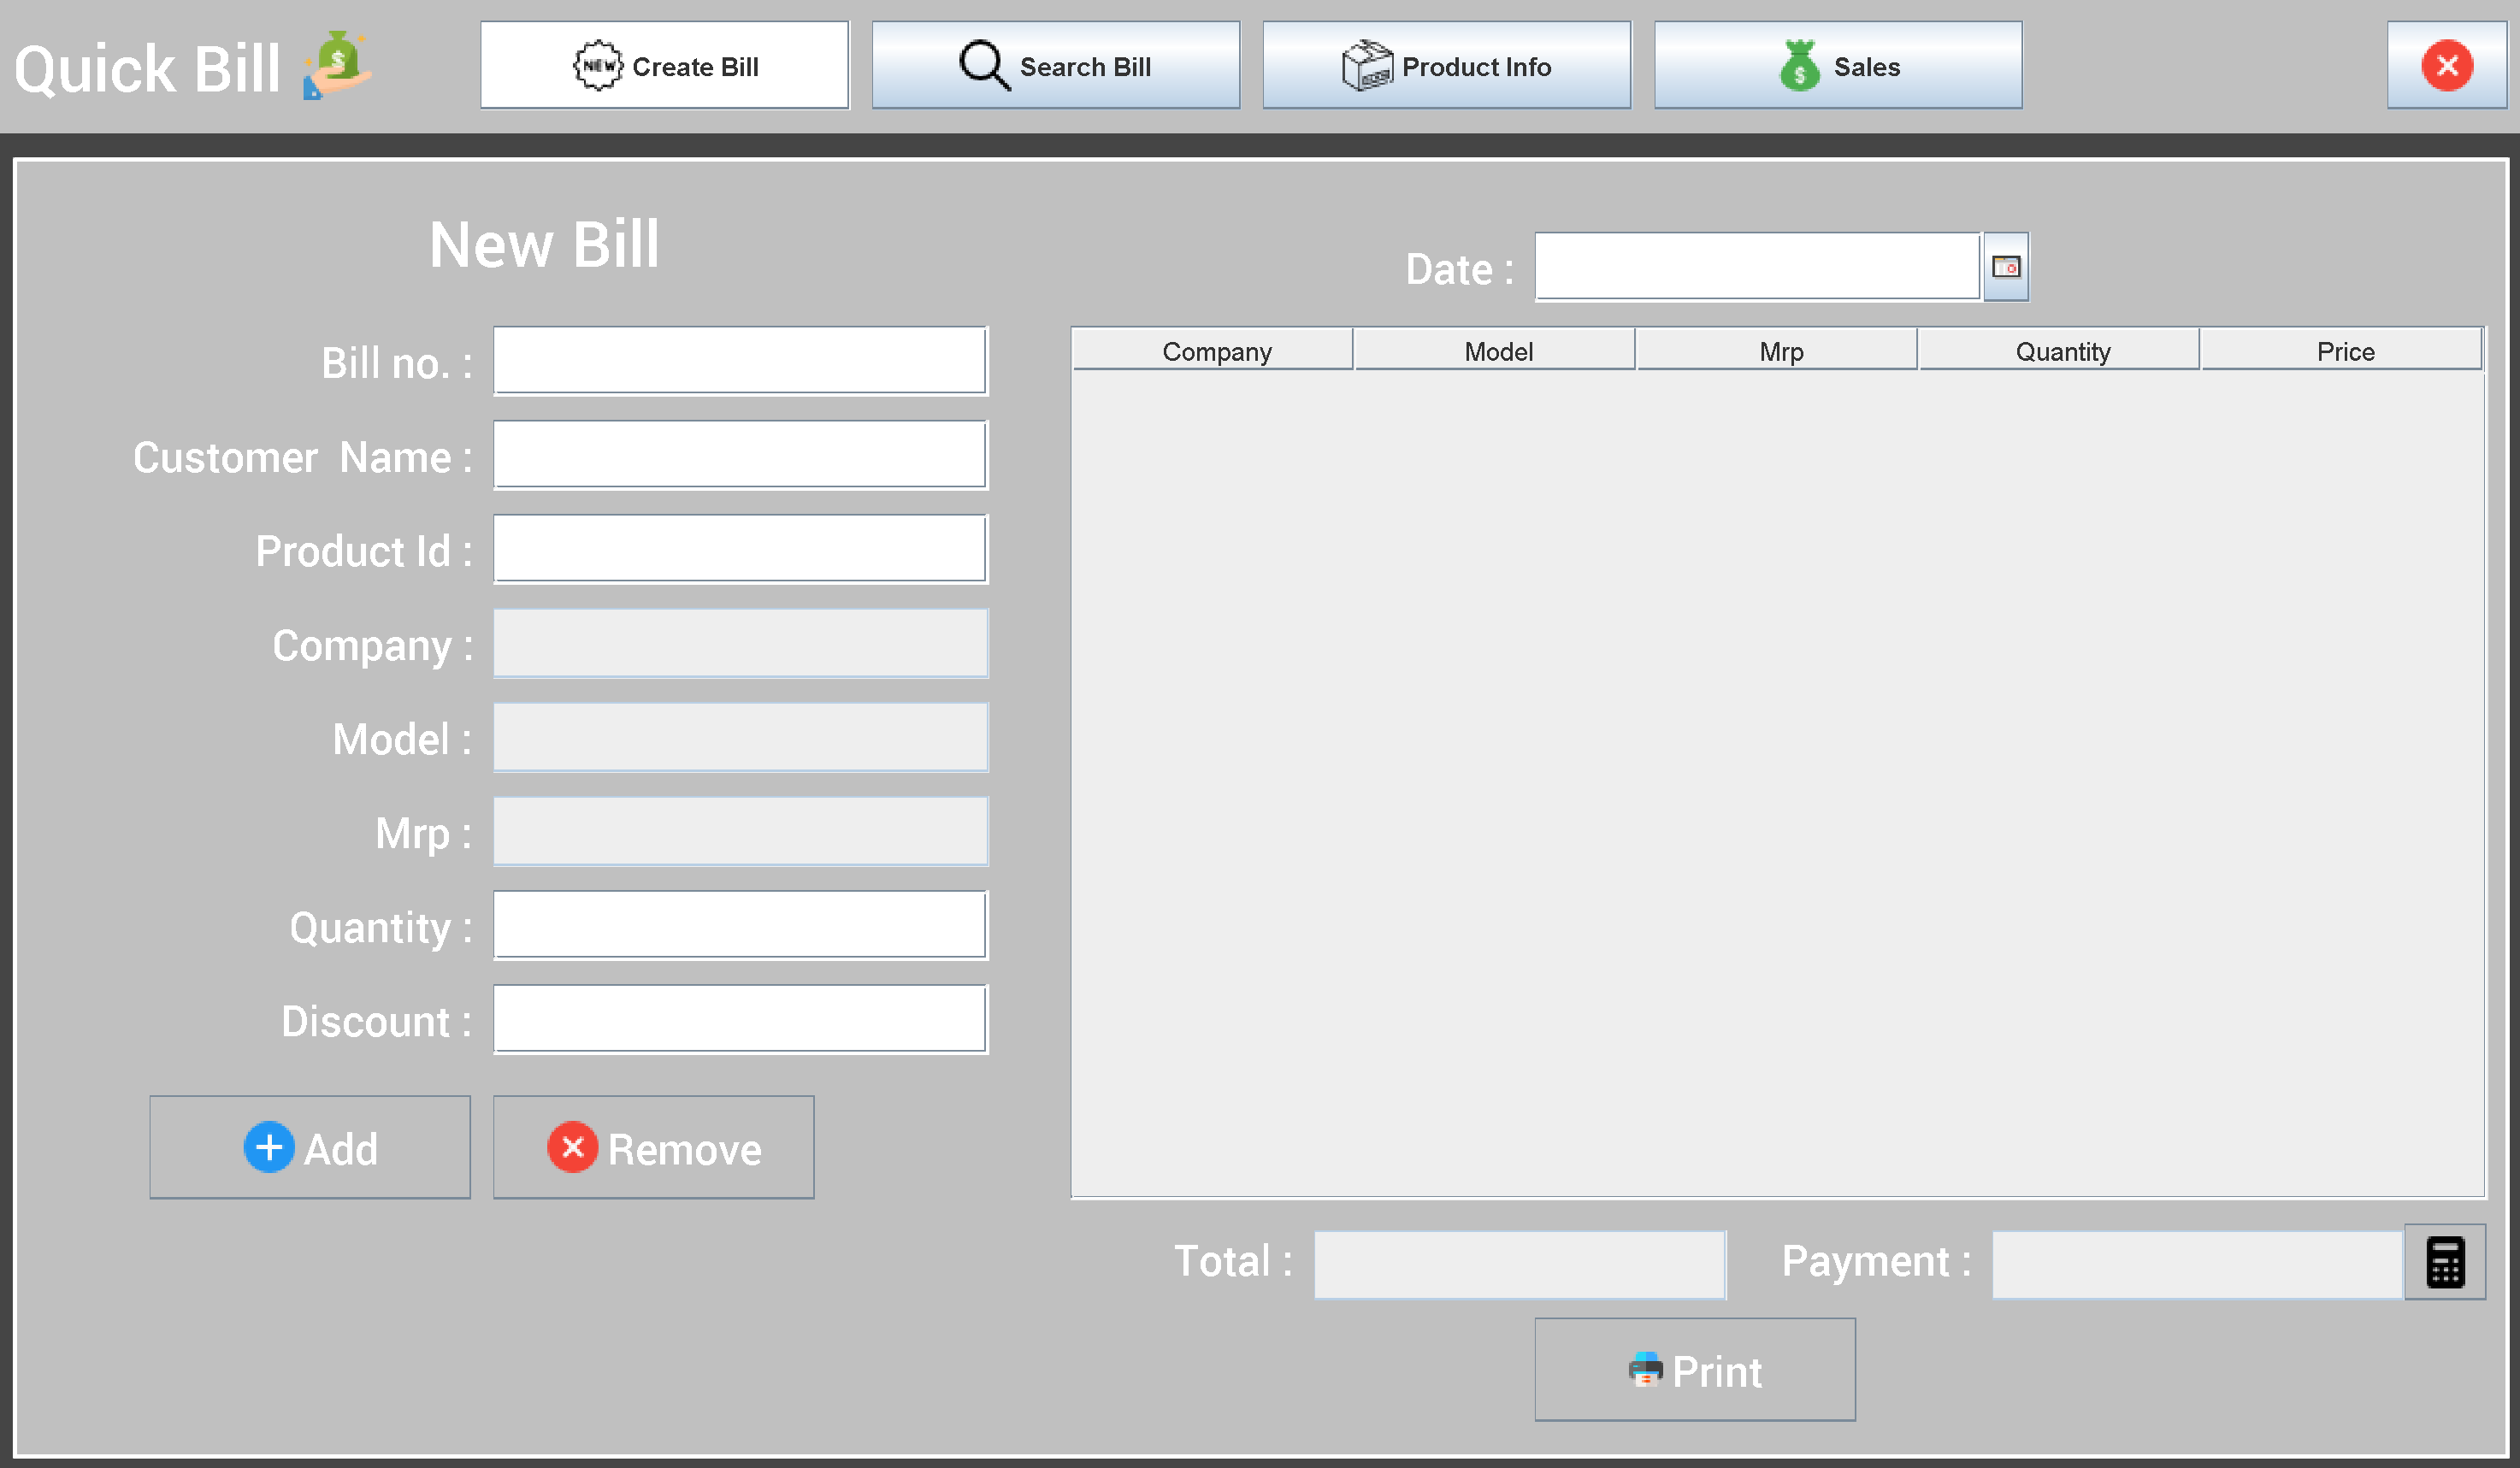 Quick Bill
NEW Create Bill
Search Bill
Product Info
Sales
New Bill
Date :
Bill no. :
Customer  Name :
Product Id :
Company :
Model :
Mrp :
Quantity :
Discount :
Add
Remove
Company Model Mrp Quantity Price
Total :
Payment :
Print